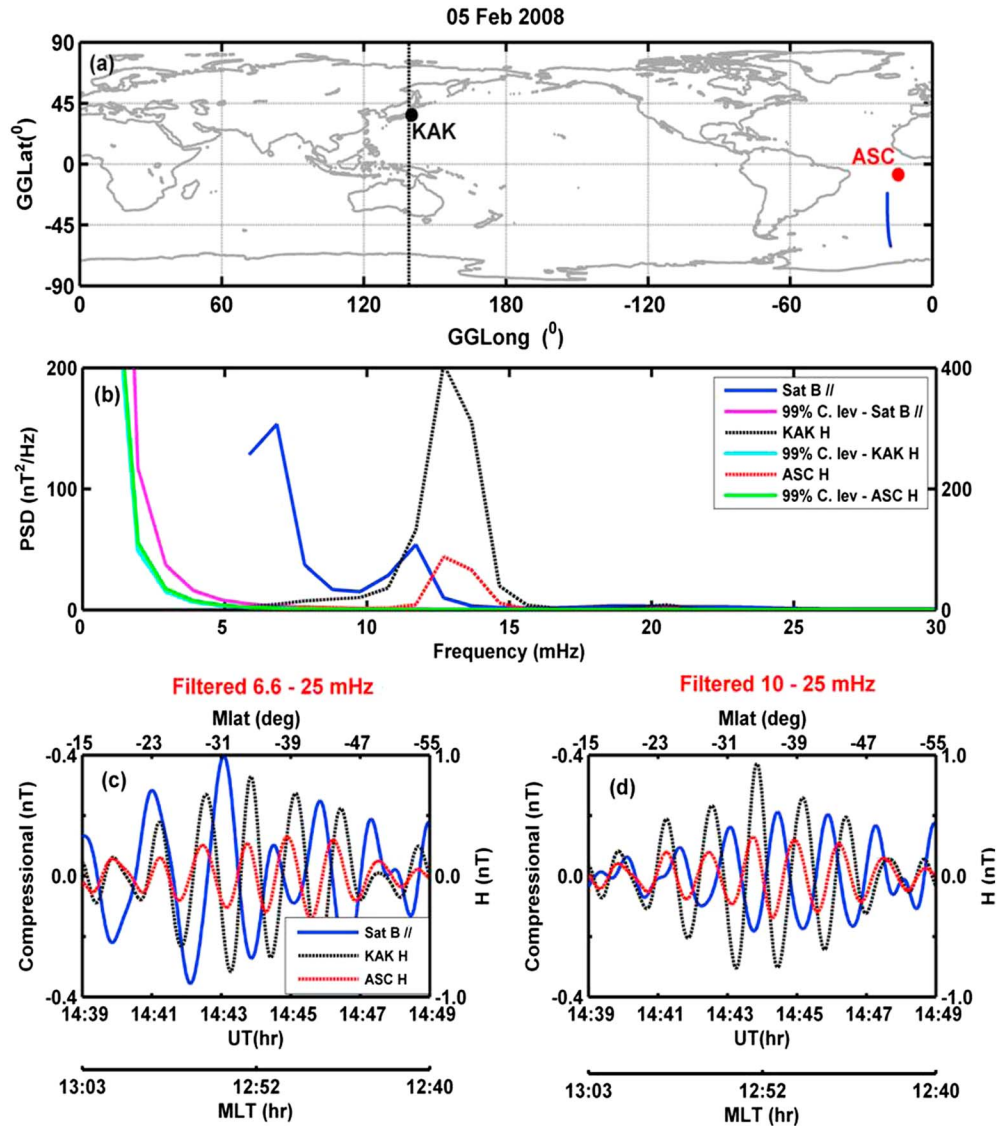 05 Feb 2008
(a)
90
45
0
-45
-90
GGLat(⁰)
KAK
ASC
0 60 120 180 -120 -60 0
GGLong (⁰)
(b)
200
100
0
400
200
0
PSD (nT²/Hz)
Sat B //
99% C. lev - Sat B //
KAK H
99% C. lev - KAK H
ASC H
99% C. lev - ASC H
0 5 10 15 20 25 30
Frequency (mHz)
Filtered 6.6 - 25 mHz
Mlat (deg)
-15 -23 -31 -39 -47 -55
(c)
-0.4
0.0
-0.4
Compressional (nT)
1.0
0.0
-1.0
H (nT)
Sat B //
KAK H
ASC H
14:39 14:41 14:43 14:45 14:47 14:49
UT(hr)
13:03 12:52 12:40
MLT (hr)
Filtered 10 - 25 mHz
Mlat (deg)
-15 -23 -31 -39 -47 -55
(d)
-0.4
0.0
-0.4
Compressional (nT)
1.0
0.0
-1.0
H (nT)
14:39 14:41 14:43 14:45 14:47 14:49
UT(hr)
13:03 12:52 12:40
MLT (hr)